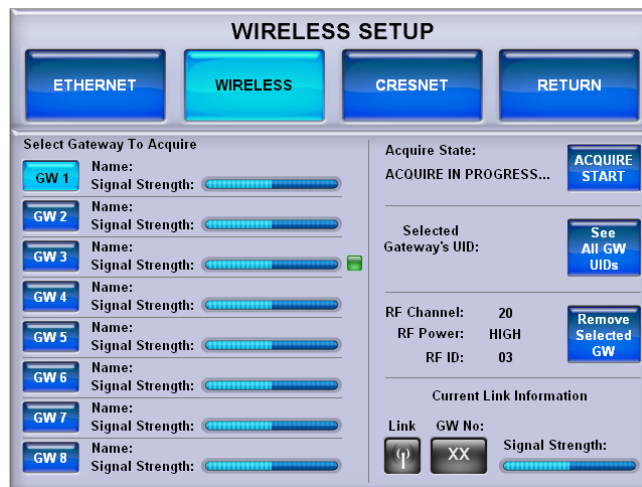 WIRELESS SETUP
ETHERNET
WIRELESS
CRESNET
RETURN
Select Gateway To Acquire
GW 1
Name:
Signal Strength:
GW 2
Name:
Signal Strength:
GW 3
Name:
Signal Strength:
GW 4
Name:
Signal Strength:
GW 5
Name:
Signal Strength:
GW 6
Name:
Signal Strength:
GW 7
Name:
Signal Strength:
GW 8
Name:
Signal Strength:
Acquire State:
ACQUIRE IN PROGRESS...
ACQUIRE
START
Selected
Gateway's UID:
See
All GW
UIDs
RF Channel: 20
RF Power: HIGH
RF ID: 03
Remove
Selected
GW
Current Link Information
Link
GW No:
XX
Signal Strength: